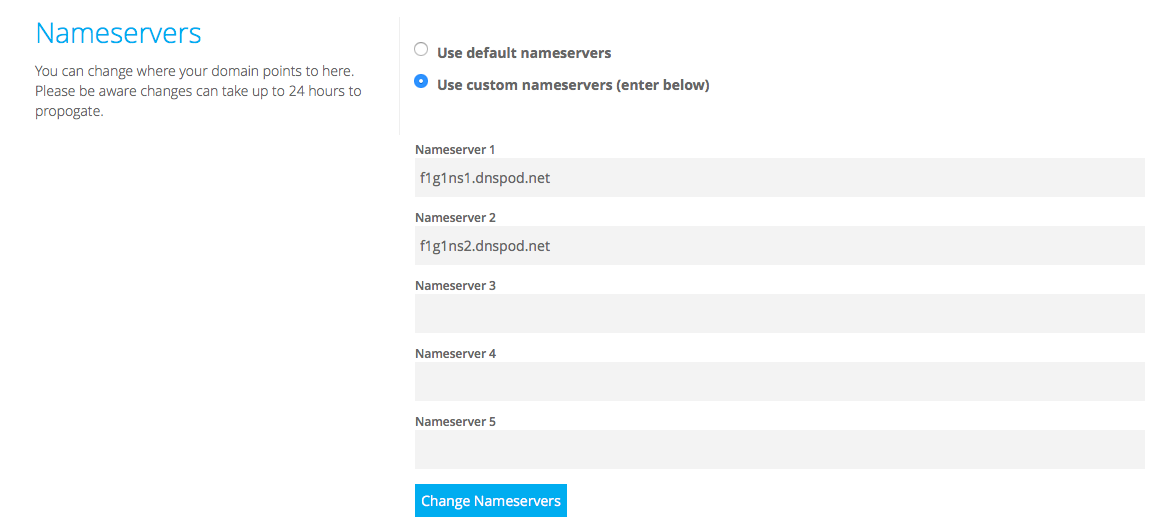 Nameservers
You can change where your domain points to here.
Please be aware changes can take up to 24 hours to
propogate.
Use default nameservers
Use custom nameservers (enter below)
Nameserver 1
f1g1ns1.dnspod.net
Nameserver 2
f1g1ns2.dnspod.net
Nameserver 3
Nameserver 4
Nameserver 5
Change Nameservers